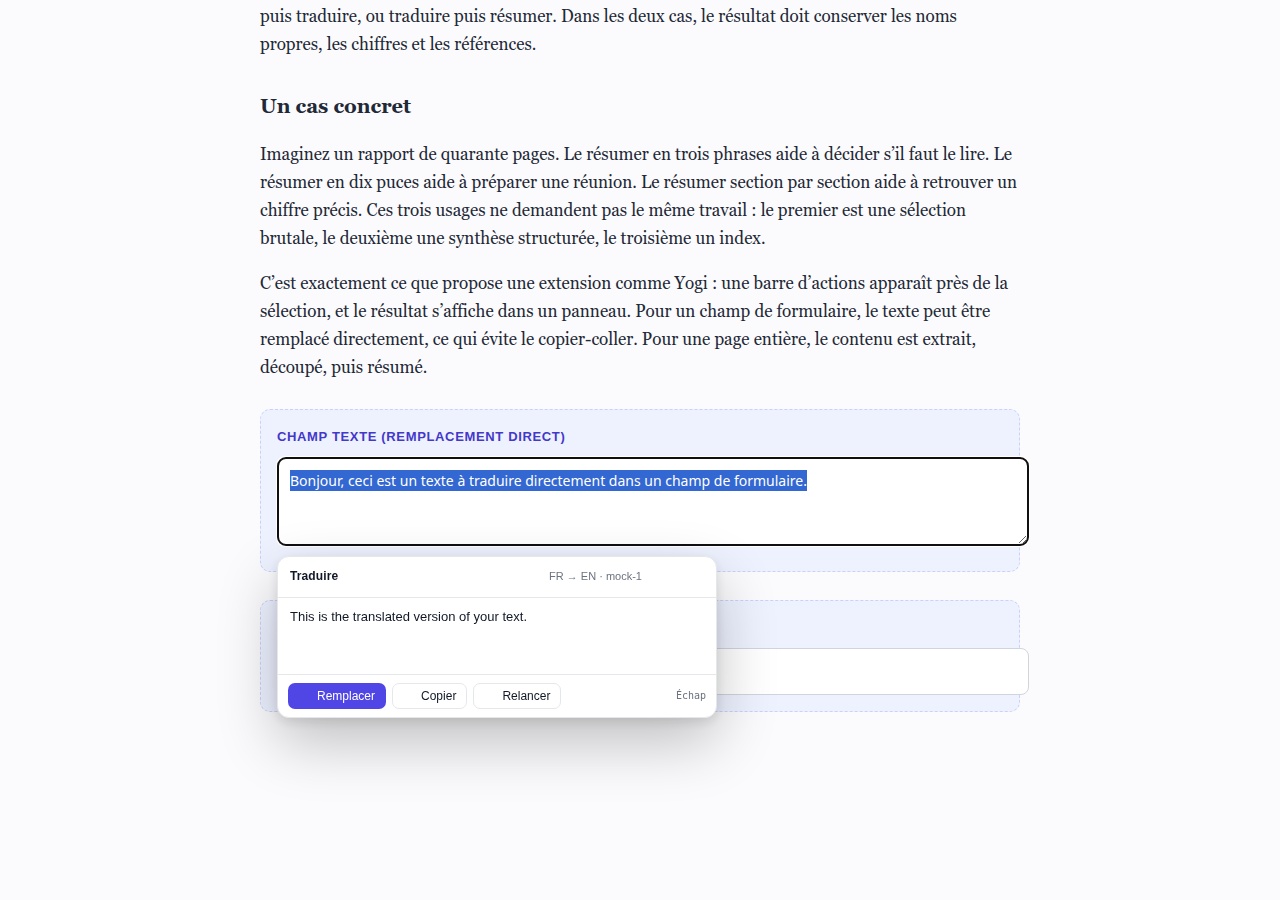 puis traduire, ou traduire puis résumer. Dans les deux cas, le résultat doit conserver les noms
propres, les chiffres et les références.
Un cas concret
Imaginez un rapport de quarante pages. Le résumer en trois phrases aide à décider s’il faut le lire. Le
résumer en dix puces aide à préparer une réunion. Le résumer section par section aide à retrouver un
chiffre précis. Ces trois usages ne demandent pas le même travail : le premier est une sélection
brutale, le deuxième une synthèse structurée, le troisième un index.
C’est exactement ce que propose une extension comme Yogi : une barre d’actions apparaît près de la
sélection, et le résultat s’affiche dans un panneau. Pour un champ de formulaire, le texte peut être
remplacé directement, ce qui évite le copier-coller. Pour une page entière, le contenu est extrait,
découpé, puis résumé.
CHAMP TEXTE (REMPLACEMENT DIRECT)
Bonjour, ceci est un texte à traduire directement dans un champ de formulaire.
Traduire FR → EN · mock-1
This is the translated version of your text.
Remplacer Copier Relancer Échap